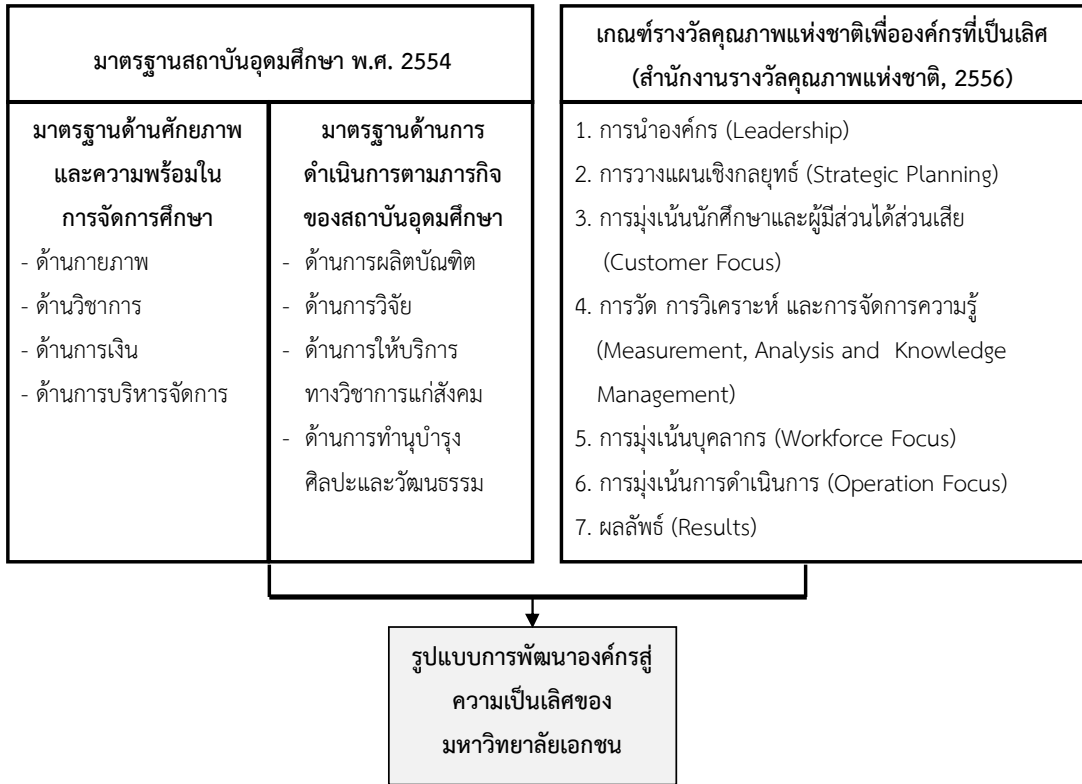 มาตรฐานสถาบันอุดมศึกษา พ.ศ. 2554
มาตรฐานด้านศักยภาพ
และความพร้อมใน
การจัดการศึกษา
- ด้านกายภาพ
- ด้านวิชาการ
- ด้านการเงิน
- ด้านการบริหารจัดการ
มาตรฐานด้านการ
ดำเนินการตามภารกิจ
ของสถาบันอุดมศึกษา
- ด้านการผลิตบัณฑิต
- ด้านการวิจัย
- ด้านการให้บริการ
ทางวิชาการแก่สังคม
- ด้านการทำนุบำรุง
ศิลปะและวัฒนธรรม
เกณฑ์รางวัลคุณภาพแห่งชาติเพื่อองค์กรที่เป็นเลิศ
(สำนักงานรางวัลคุณภาพแห่งชาติ, 2556)
1. การนำองค์กร (Leadership)
2. การวางแผนเชิงกลยุทธ์ (Strategic Planning)
3. การมุ่งเน้นนักศึกษาและผู้มีส่วนได้ส่วนเสีย
(Customer Focus)
4. การวัด การวิเคราะห์ และการจัดการความรู้
(Measurement, Analysis and Knowledge
Management)
5. การมุ่งเน้นบุคลากร (Workforce Focus)
6. การมุ่งเน้นการดำเนินการ (Operation Focus)
7. ผลลัพธ์ (Results)
รูปแบบการพัฒนาองค์กรสู่
ความเป็นเลิศของ
มหาวิทยาลัยเอกชน